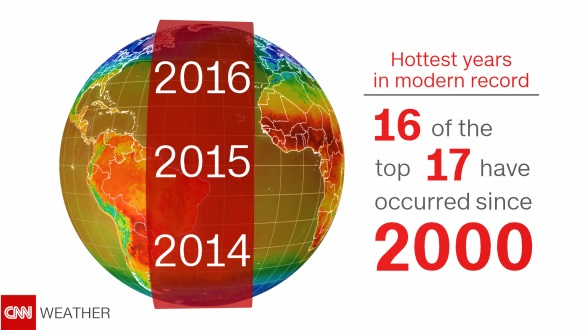 2016
2015
2014
Hottest years
in modern record
16 of the
top 17 have
occurred since
2000
CNN WEATHER